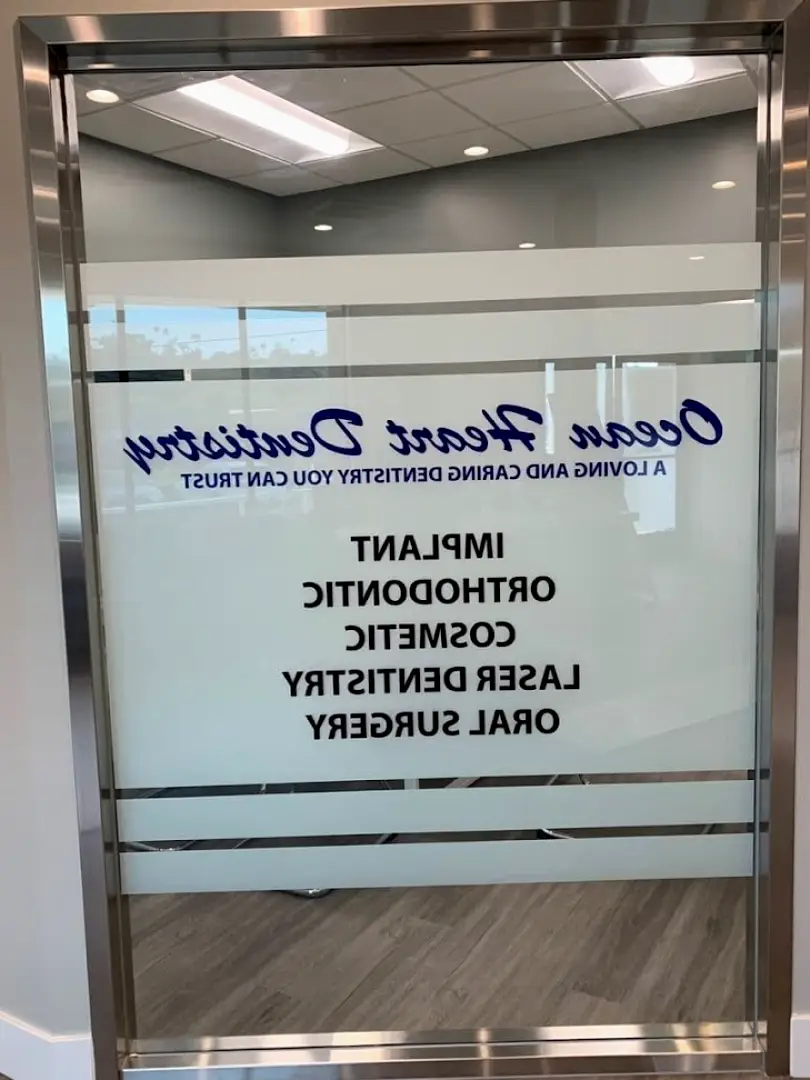 Ocean Heart Dentistry
A LOVING AND CARING DENTISTRY YOU CAN TRUST
IMPLANT
ORTHODONTIC
COSMETIC
LASER DENTISTRY
ORAL SURGERY